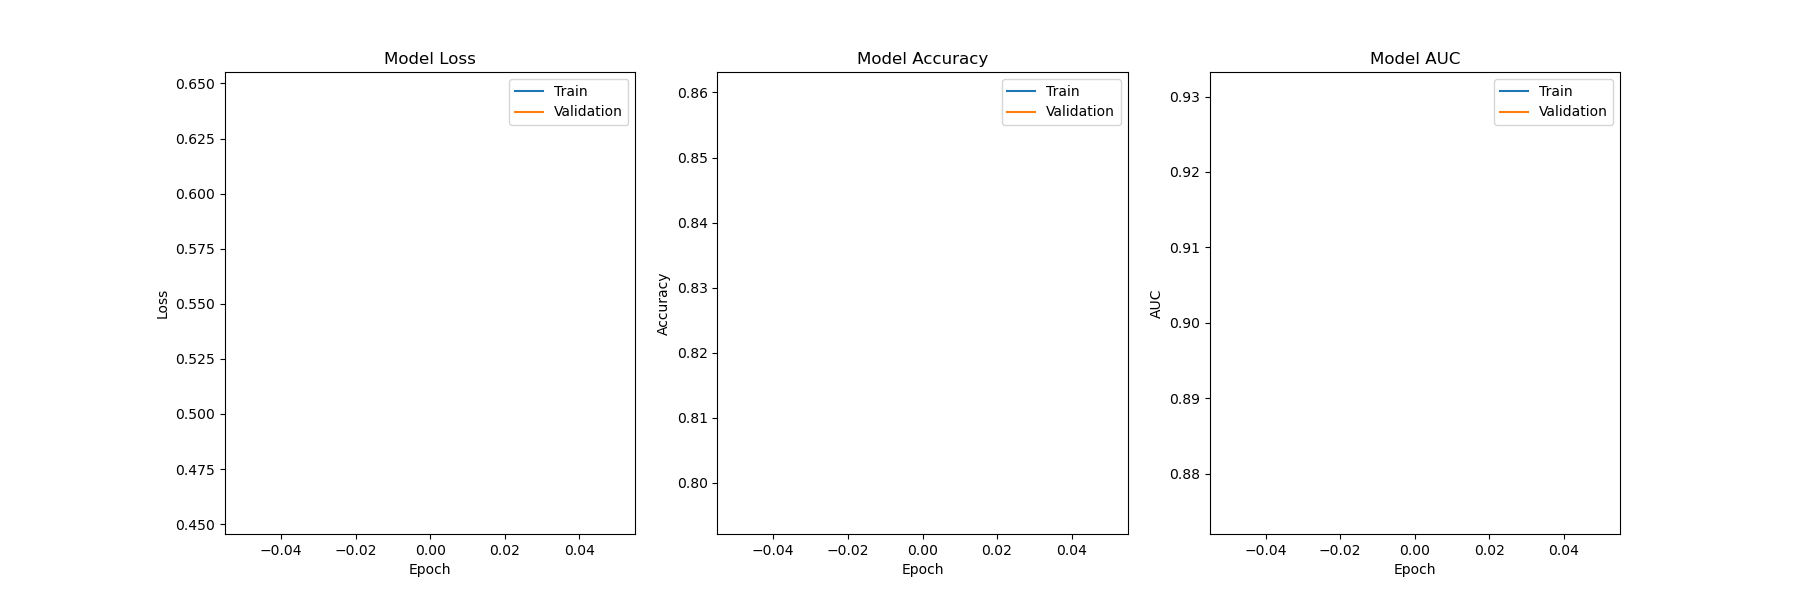 Model Loss
Train
Validation
0.650
0.625
0.600
0.575
0.550
0.525
0.500
0.475
0.450
Loss
−0.04 −0.02 0.00 0.02 0.04
Epoch
Model Accuracy
Train
Validation
0.86
0.85
0.84
0.83
0.82
0.81
0.80
Accuracy
−0.04 −0.02 0.00 0.02 0.04
Epoch
Model AUC
Train
Validation
0.93
0.92
0.91
0.90
0.89
0.88
AUC
−0.04 −0.02 0.00 0.02 0.04
Epoch